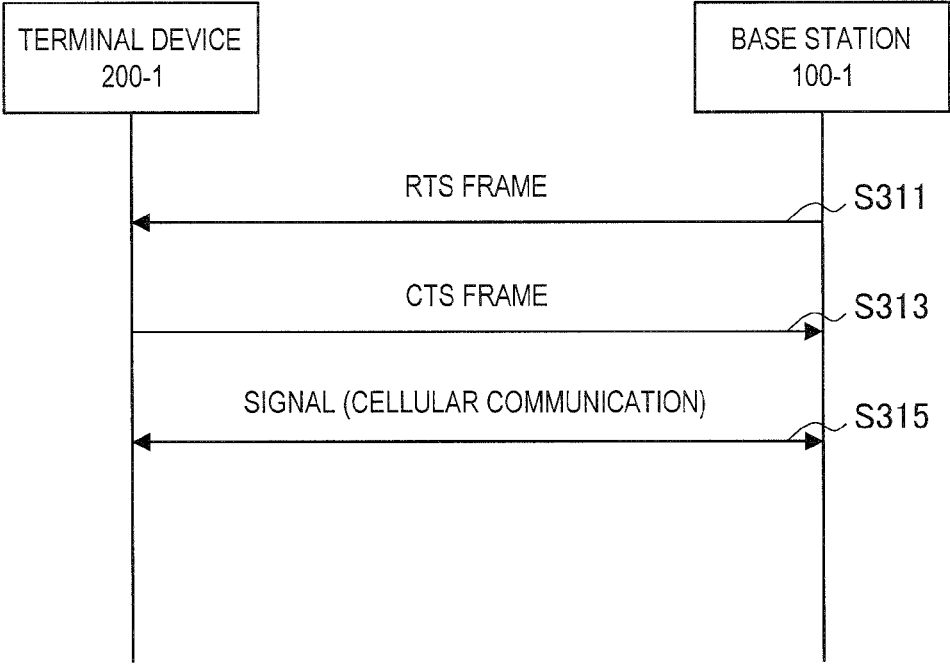 TERMINAL DEVICE
200-1
BASE STATION
100-1
RTS FRAME
S311
CTS FRAME
S313
SIGNAL (CELLULAR COMMUNICATION)
S315